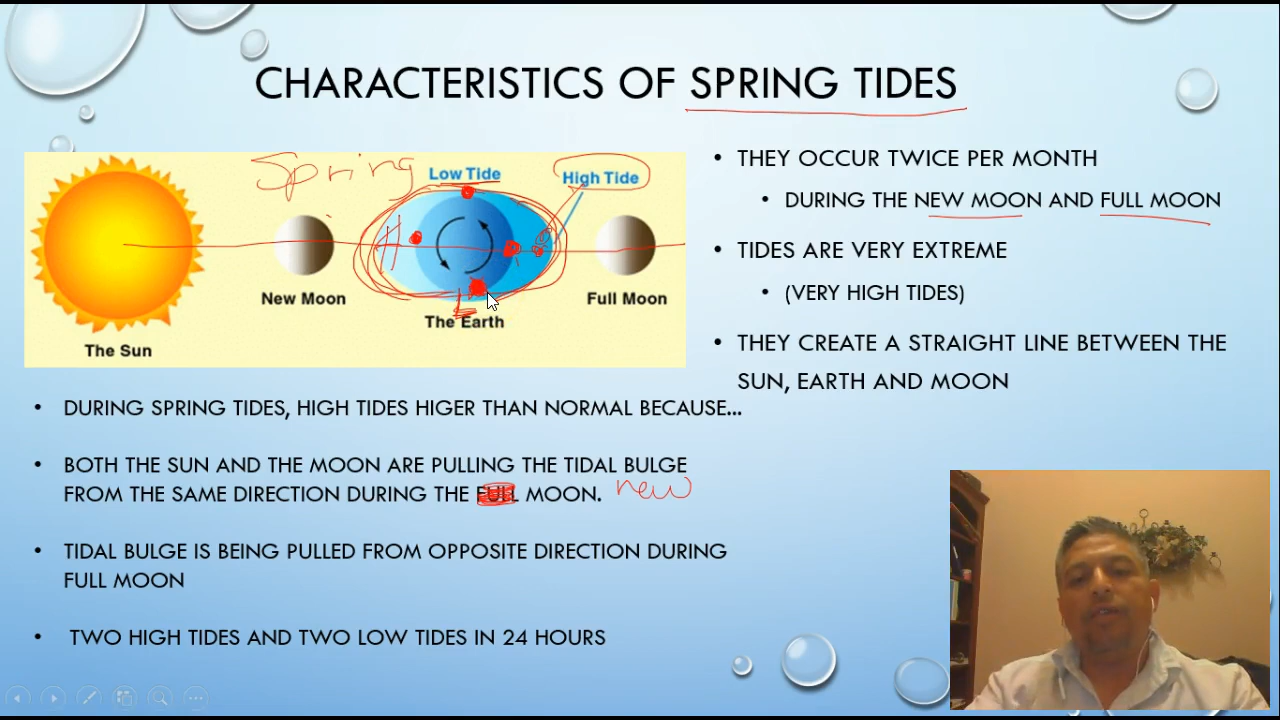 CHARACTERISTICS OF SPRING TIDES
Spring
Low Tide
High Tide
H
New Moon
Full Moon
L
The Earth
The Sun
• THEY OCCUR TWICE PER MONTH
• DURING THE NEW MOON AND FULL MOON
• TIDES ARE VERY EXTREME
• (VERY HIGH TIDES)
• THEY CREATE A STRAIGHT LINE BETWEEN THE
SUN, EARTH AND MOON
• DURING SPRING TIDES, HIGH TIDES HIGER THAN NORMAL BECAUSE...
• BOTH THE SUN AND THE MOON ARE PULLING THE TIDAL BULGE
FROM THE SAME DIRECTION DURING THE FULL MOON. new
• TIDAL BULGE IS BEING PULLED FROM OPPOSITE DIRECTION DURING
FULL MOON
• TWO HIGH TIDES AND TWO LOW TIDES IN 24 HOURS